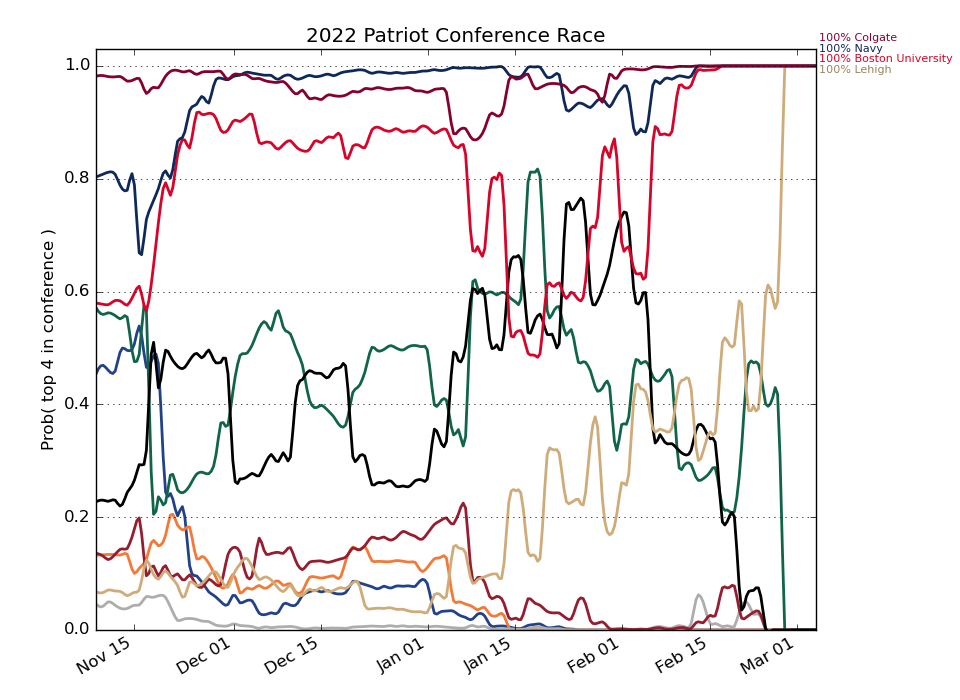 2022 Patriot Conference Race
100% Colgate
100% Navy
100% Boston University
100% Lehigh
Prob( top 4 in conference )
1.0
0.8
0.6
0.4
0.2
0.0
Nov 15
Dec 01
Dec 15
Jan 01
Jan 15
Feb 01
Feb 15
Mar 01